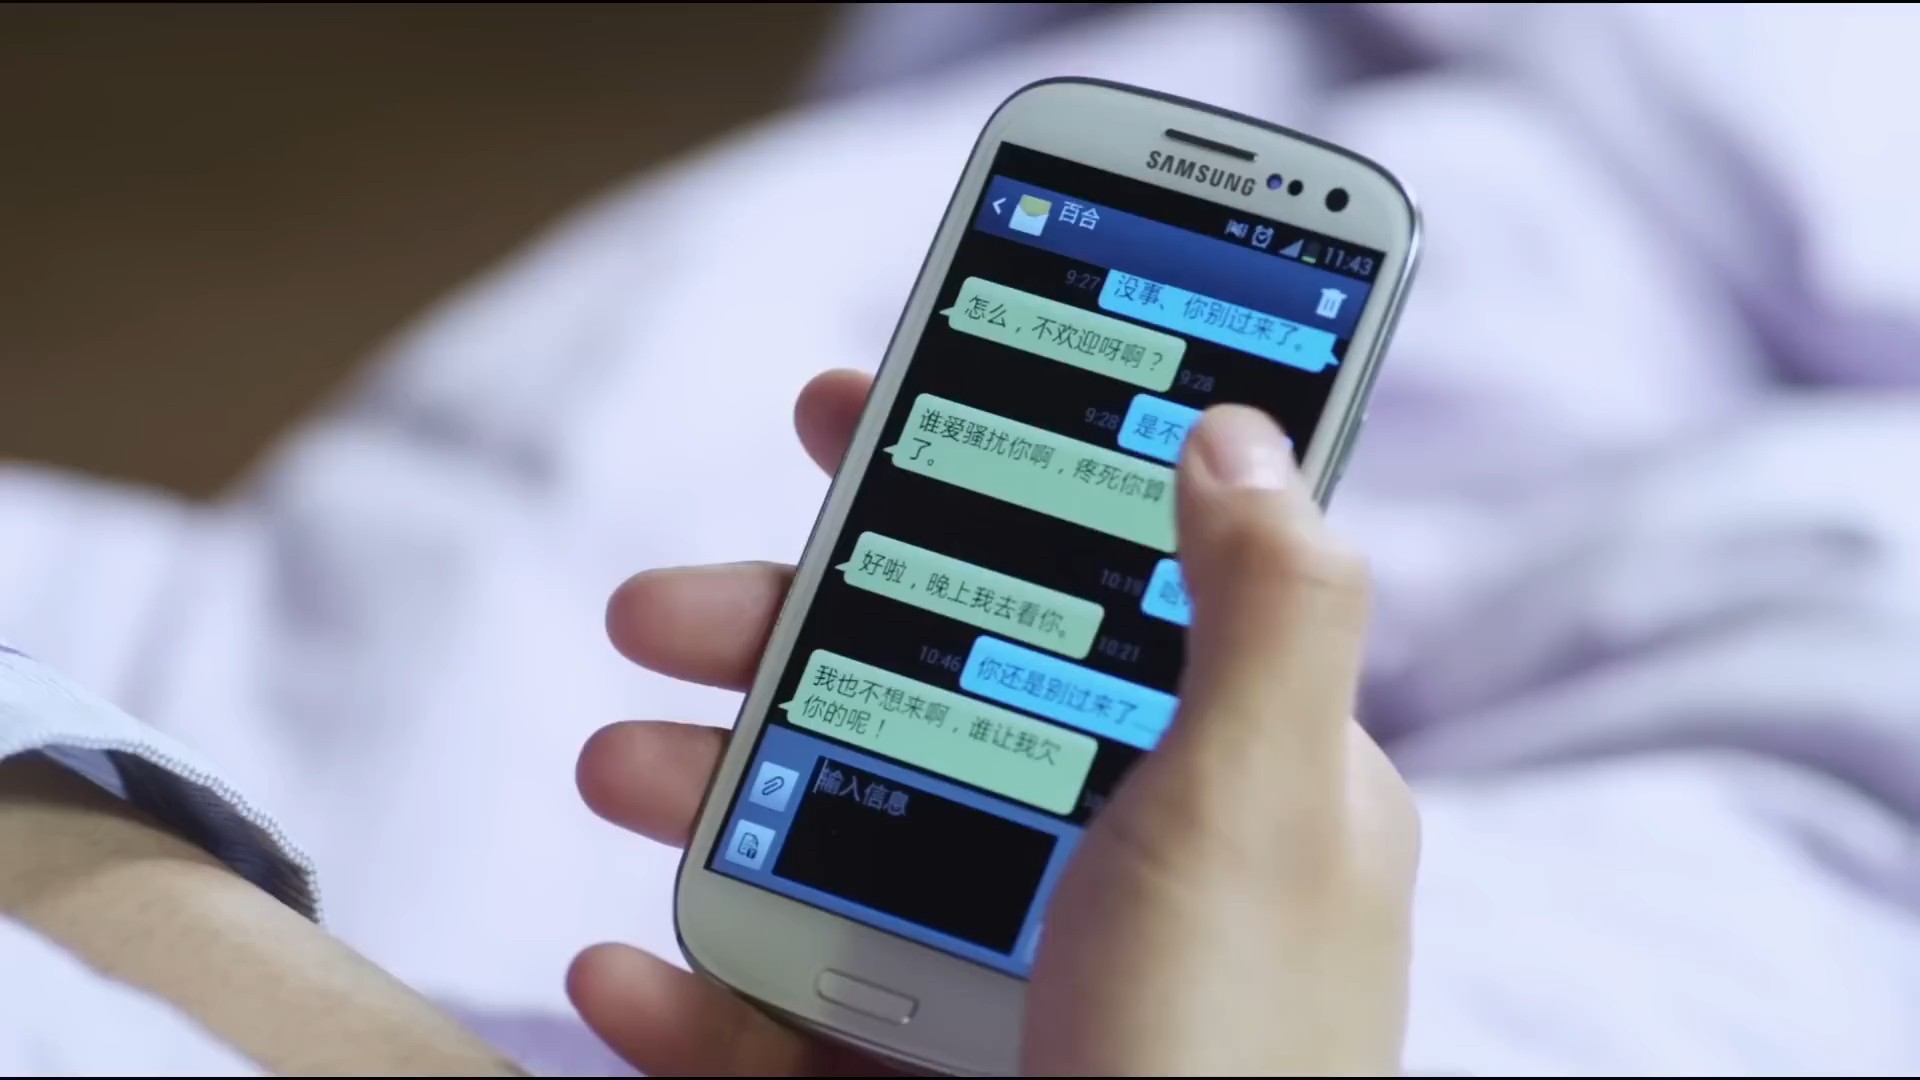 SAMSUNG
11:43
百合
9:27
没事、你别过来了。
怎么，不欢迎呀啊？
9:28
9:28
是不
谁爱骚扰你啊，疼死你算
了。
10:19
好啦，晚上我去看你。
10:21
10:46
你还是别过来了
我也不想来啊，谁让我欠
你的呢！
输入信息